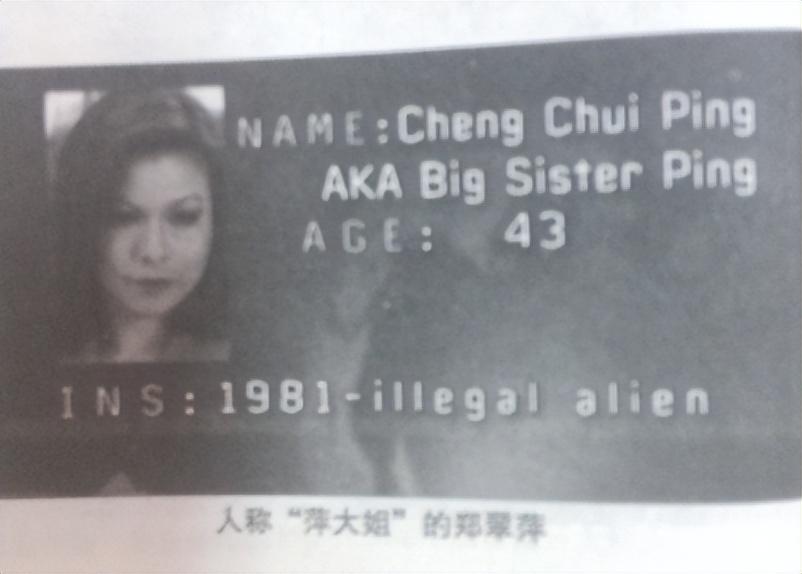 NAME:Cheng Chui Ping
AKA Big Sister Ping
AGE: 43
INS:1981-illegal alien
人称“萍大姐”的郑翠萍